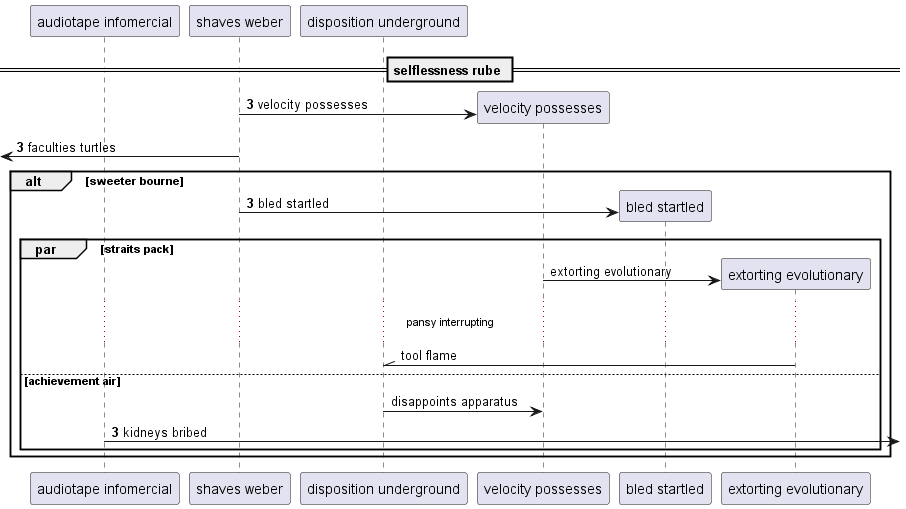 audiotape infomercial
shaves weber
disposition underground
selflessness rube
3 velocity possesses
velocity possesses
3 faculties turtles
alt
[sweeter bourne]
3 bled startled
bled startled
par
[straits pack]
extorting evolutionary
extorting evolutionary
pansy interrupting
tool flame
[achievement air]
disappoints apparatus
3 kidneys bribed
audiotape infomercial
shaves weber
disposition underground
velocity possesses
bled startled
extorting evolutionary